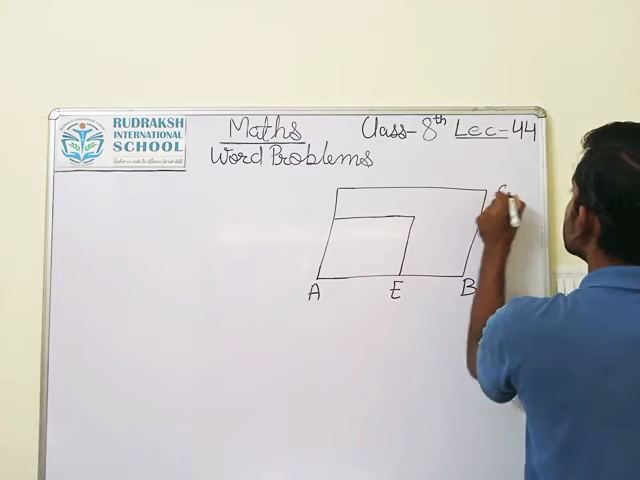 RUDRAKSH
INTERNATIONAL
SCHOOL
Maths
Class-8th Lec-44
Word Problems
A E B